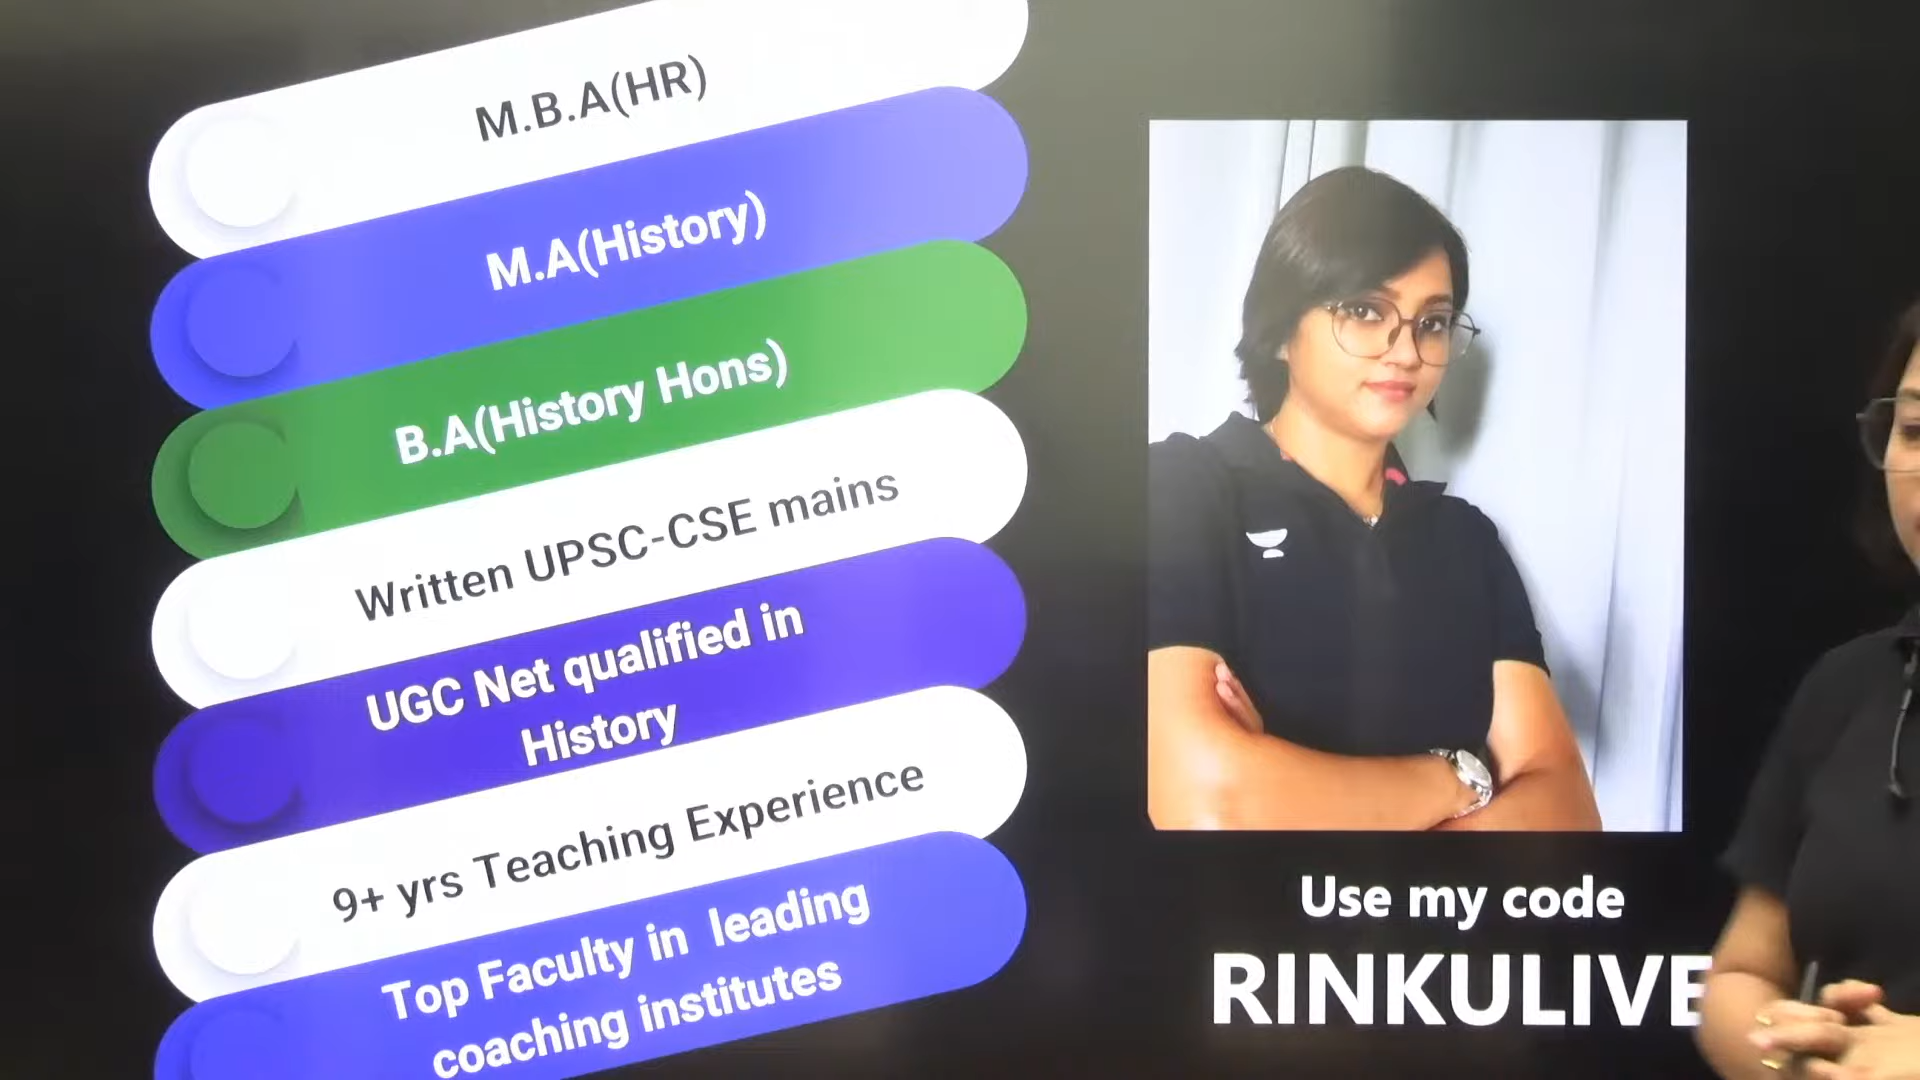 M.B.A(HR)
M.A(History)
B.A(History Hons)
Written UPSC-CSE mains
UGC Net qualified in
History
9+ yrs Teaching Experience
Top Faculty in leading
coaching institutes
Use my code
RINKULIVE